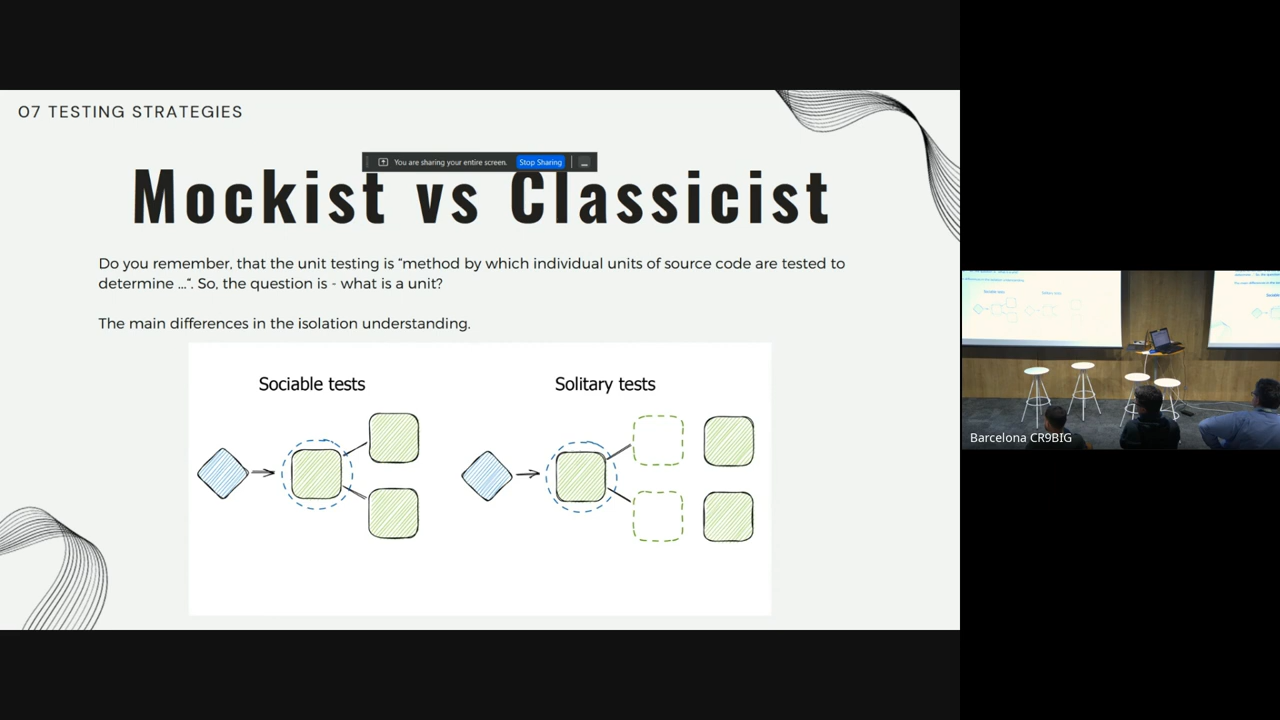 07 TESTING STRATEGIES
You are sharing your entire screen. Stop Sharing
Mockist vs Classicist
Do you remember, that the unit testing is “method by which individual units of source code are tested to
determine ...“. So, the question is - what is a unit?
The main differences in the isolation understanding.
Sociable tests
Solitary tests
Barcelona CR9BIG